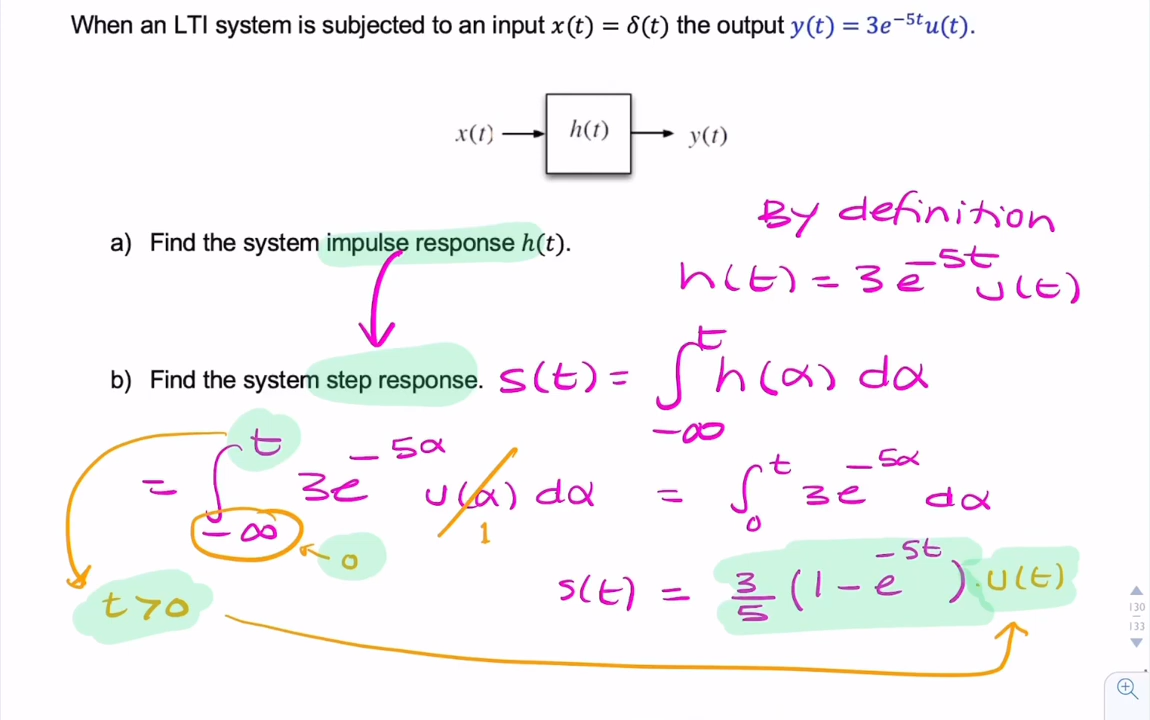 When an LTI system is subjected to an input x(t) = δ(t) the output y(t) = 3e^{−5t}u(t).
x(t) → h(t) → y(t)
By definition
a) Find the system impulse response h(t).
h(t) = 3e^{−5t} u(t)
b) Find the system step response. s(t) = ∫_{−∞}^{t} h(α) dα
= ∫_{−∞}^{t} 3e^{−5α} u(α) dα = ∫_{0}^{t} 3e^{−5α} dα
1
0
t>0
s(t) = 3/5 (1−e^{−5t}).u(t)
130
133